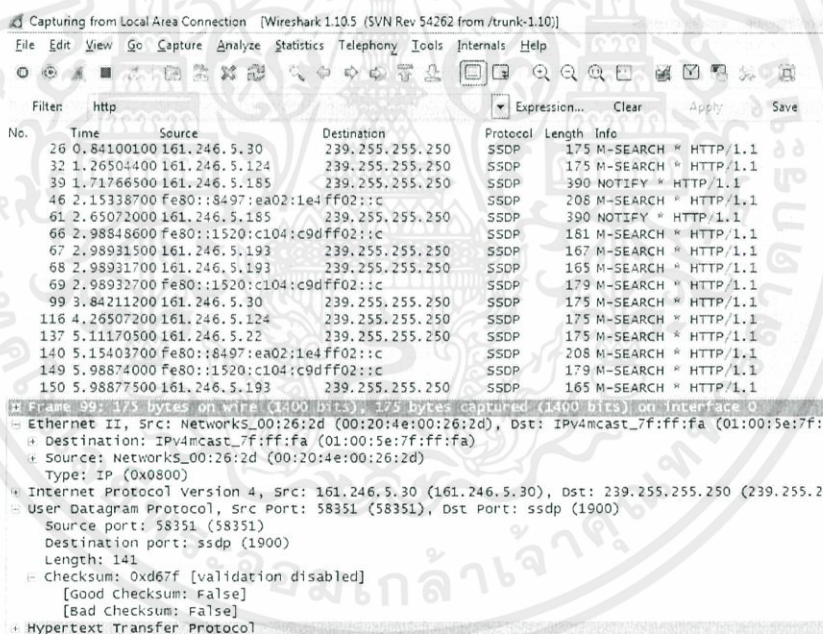 Capturing from Local Area Connection [Wireshark 1.10.5 (SVN Rev 54262 from /trunk-1.10)]
File Edit View Go Capture Analyze Statistics Telephony Tools Internals Help
Filter: http Expression... Clear Apply Save
No. Time Source Destination Protocol Length Info
26 0.84100100 161.246.5.30 239.255.255.250 SSDP 175 M-SEARCH * HTTP/1.1
32 1.26504400 161.246.5.124 239.255.255.250 SSDP 175 M-SEARCH * HTTP/1.1
39 1.71766500 161.246.5.185 239.255.255.250 SSDP 390 NOTIFY * HTTP/1.1
46 2.15338700 fe80::8497:ea02:1e4 ff02::c SSDP 208 M-SEARCH * HTTP/1.1
61 2.65072000 161.246.5.185 239.255.255.250 SSDP 390 NOTIFY * HTTP/1.1
66 2.98848600 fe80::1520:c104:c9d ff02::c SSDP 181 M-SEARCH * HTTP/1.1
67 2.98931500 161.246.5.193 239.255.255.250 SSDP 167 M-SEARCH * HTTP/1.1
68 2.98931700 161.246.5.193 239.255.255.250 SSDP 165 M-SEARCH * HTTP/1.1
69 2.98932700 fe80::1520:c104:c9d ff02::c SSDP 179 M-SEARCH * HTTP/1.1
99 3.84211200 161.246.5.30 239.255.255.250 SSDP 175 M-SEARCH * HTTP/1.1
116 4.26507200 161.246.5.124 239.255.255.250 SSDP 175 M-SEARCH * HTTP/1.1
137 5.11170500 161.246.5.22 239.255.255.250 SSDP 175 M-SEARCH * HTTP/1.1
140 5.15403700 fe80::8497:ea02:1e4 ff02::c SSDP 208 M-SEARCH * HTTP/1.1
149 5.98874000 fe80::1520:c104:c9d ff02::c SSDP 179 M-SEARCH * HTTP/1.1
150 5.98877500 161.246.5.193 239.255.255.250 SSDP 165 M-SEARCH * HTTP/1.1
Frame 99: 175 bytes on wire (1400 bits), 175 bytes captured (1400 bits) on interface 0
Ethernet II, Src: NetworkS_00:26:2d (00:20:4e:00:26:2d), Dst: IPv4mcast_7f:ff:fa (01:00:5e:7f:
Destination: IPv4mcast_7f:ff:fa (01:00:5e:7f:ff:fa)
Source: NetworkS_00:26:2d (00:20:4e:00:26:2d)
Type: IP (0x0800)
Internet Protocol Version 4, Src: 161.246.5.30 (161.246.5.30), Dst: 239.255.255.250 (239.255.2
User Datagram Protocol, Src Port: 58351 (58351), Dst Port: ssdp (1900)
Source port: 58351 (58351)
Destination port: ssdp (1900)
Length: 141
Checksum: 0xd67f [validation disabled]
[Good Checksum: False]
[Bad Checksum: False]
Hypertext Transfer Protocol